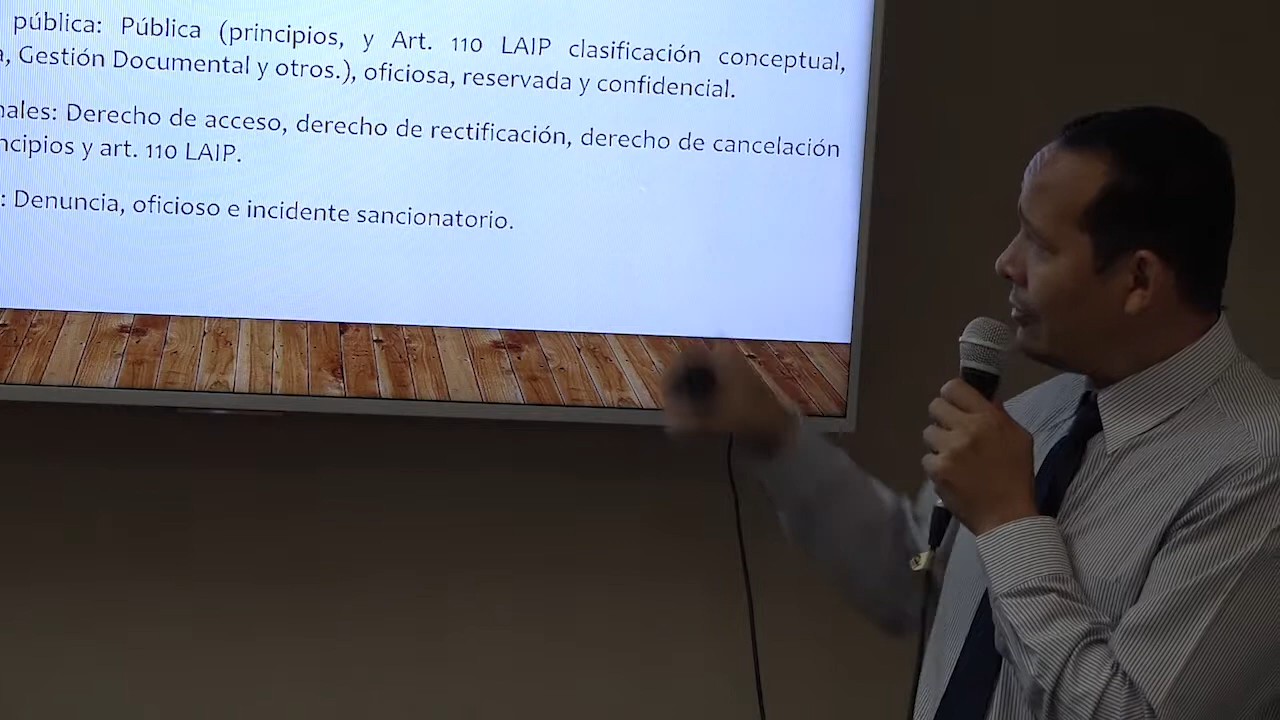 pública: Pública (principios, y Art. 110 LAIP clasificación conceptual,
, Gestión Documental y otros.), oficiosa, reservada y confidencial.
nales: Derecho de acceso, derecho de rectificación, derecho de cancelación
ncipios y art. 110 LAIP.
: Denuncia, oficioso e incidente sancionatorio.